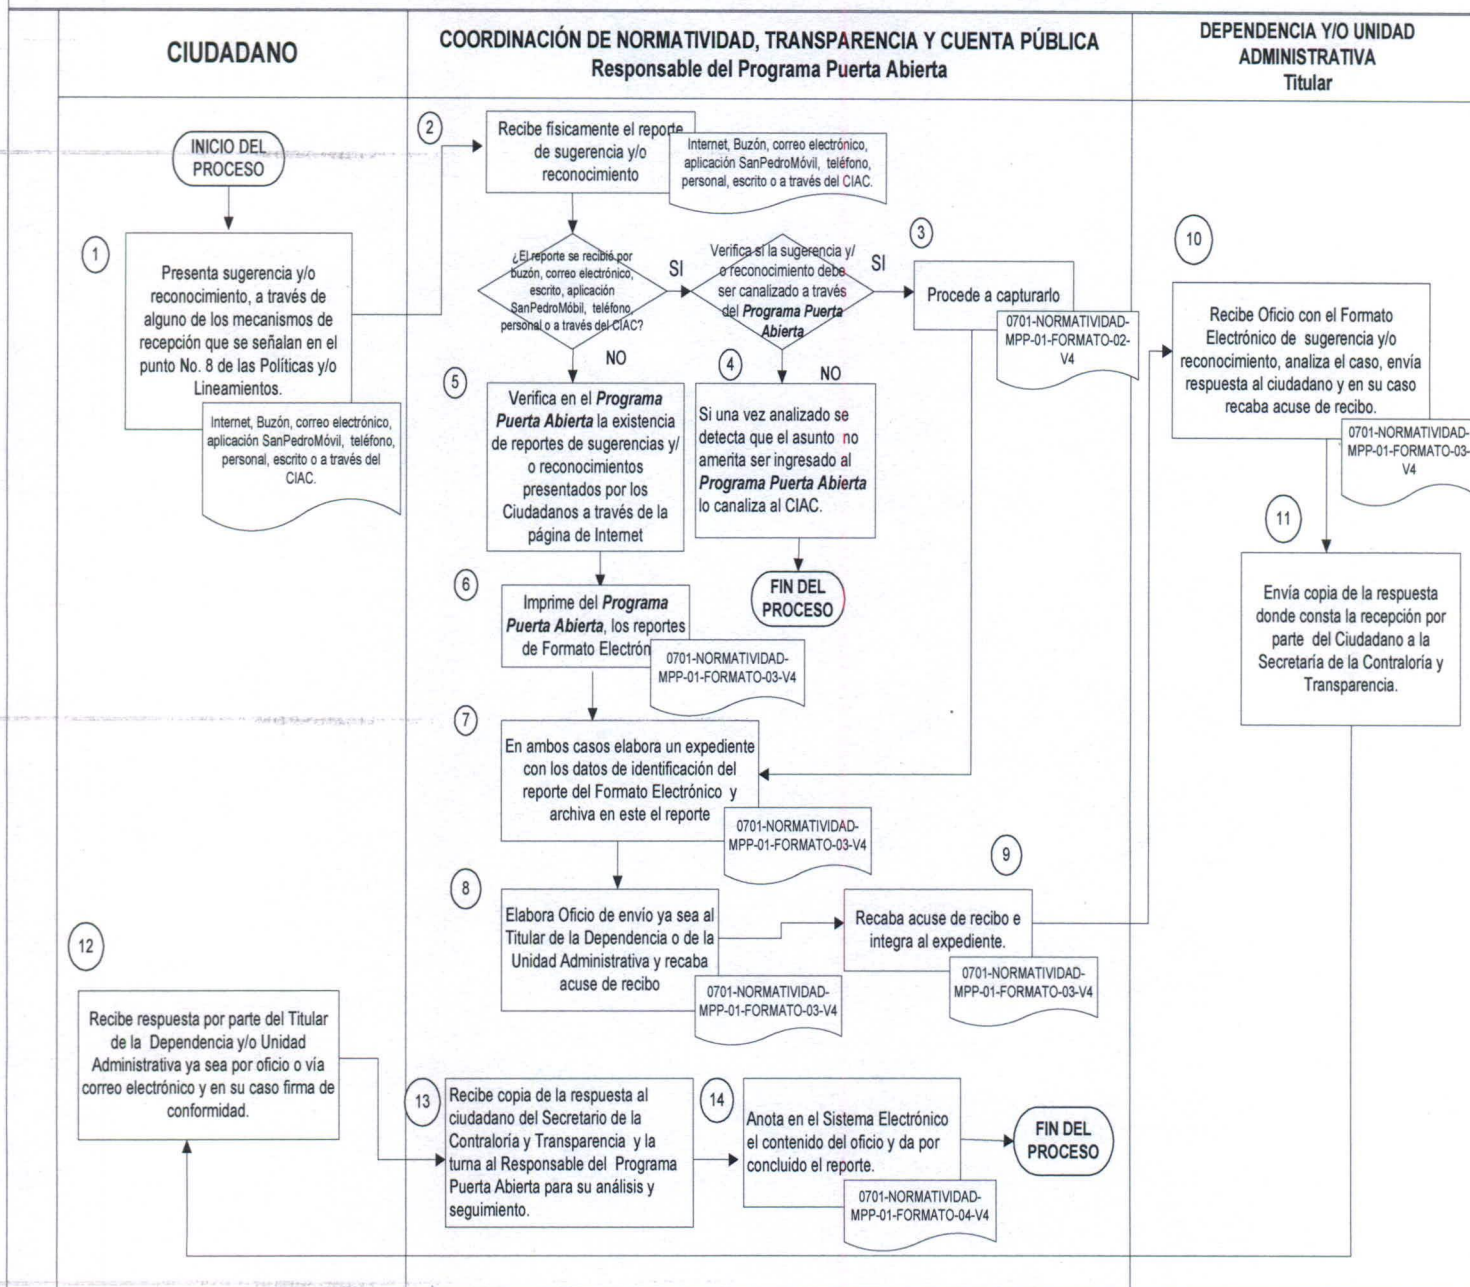 CIUDADANO
COORDINACIÓN DE NORMATIVIDAD, TRANSPARENCIA Y CUENTA PÚBLICA
Responsable del Programa Puerta Abierta
DEPENDENCIA Y/O UNIDAD
ADMINISTRATIVA
Titular
INICIO DEL
PROCESO
1
Presenta sugerencia y/o
reconocimiento, a través de
alguno de los mecanismos de
recepción que se señalan en el
punto No. 8 de las Políticas y/o
Lineamientos.
Internet, Buzón, correo electrónico,
aplicación SanPedroMóvil, teléfono,
personal, escrito o a través del
CIAC.
2
Recibe físicamente el reporte
de sugerencia y/o
reconocimiento
Internet, Buzón, correo electrónico,
aplicación SanPedroMóvil, teléfono,
personal, escrito o a través del CIAC.
¿El reporte se recibió por
buzón, correo electrónico,
escrito, aplicación
SanPedroMóbil, teléfono,
personal o a través del CIAC?
SI
NO
Verifica si la sugerencia y/
o reconocimiento debe
ser canalizado a través
del Programa Puerta
Abierta
SI
NO
3
Procede a capturarlo
0701-NORMATIVIDAD-
MPP-01-FORMATO-02-
V4
4
Si una vez analizado se
detecta que el asunto no
amerita ser ingresado al
Programa Puerta Abierta
lo canaliza al CIAC.
FIN DEL
PROCESO
5
Verifica en el Programa
Puerta Abierta la existencia
de reportes de sugerencias y/
o reconocimientos
presentados por los
Ciudadanos a través de la
página de Internet
6
Imprime del Programa
Puerta Abierta, los reportes
de Formato Electrón
0701-NORMATIVIDAD-
MPP-01-FORMATO-03-V4
7
En ambos casos elabora un expediente
con los datos de identificación del
reporte del Formato Electrónico y
archiva en este el reporte
0701-NORMATIVIDAD-
MPP-01-FORMATO-03-V4
8
Elabora Oficio de envío ya sea al
Titular de la Dependencia o de la
Unidad Administrativa y recaba
acuse de recibo
0701-NORMATIVIDAD-
MPP-01-FORMATO-03-V4
9
Recaba acuse de recibo e
integra al expediente.
0701-NORMATIVIDAD-
MPP-01-FORMATO-03-V4
10
Recibe Oficio con el Formato
Electrónico de sugerencia y/o
reconocimiento, analiza el caso, envía
respuesta al ciudadano y en su caso
recaba acuse de recibo.
0701-NORMATIVIDAD-
MPP-01-FORMATO-03-
V4
11
Envía copia de la respuesta
donde consta la recepción por
parte del Ciudadano a la
Secretaría de la Contraloría y
Transparencia.
12
Recibe respuesta por parte del Titular
de la Dependencia y/o Unidad
Administrativa ya sea por oficio o vía
correo electrónico y en su caso firma de
conformidad.
13
Recibe copia de la respuesta al
ciudadano del Secretario de la
Contraloría y Transparencia y la
turna al Responsable del Programa
Puerta Abierta para su análisis y
seguimiento.
14
Anota en el Sistema Electrónico
el contenido del oficio y da por
concluido el reporte.
0701-NORMATIVIDAD-
MPP-01-FORMATO-04-V4
FIN DEL
PROCESO